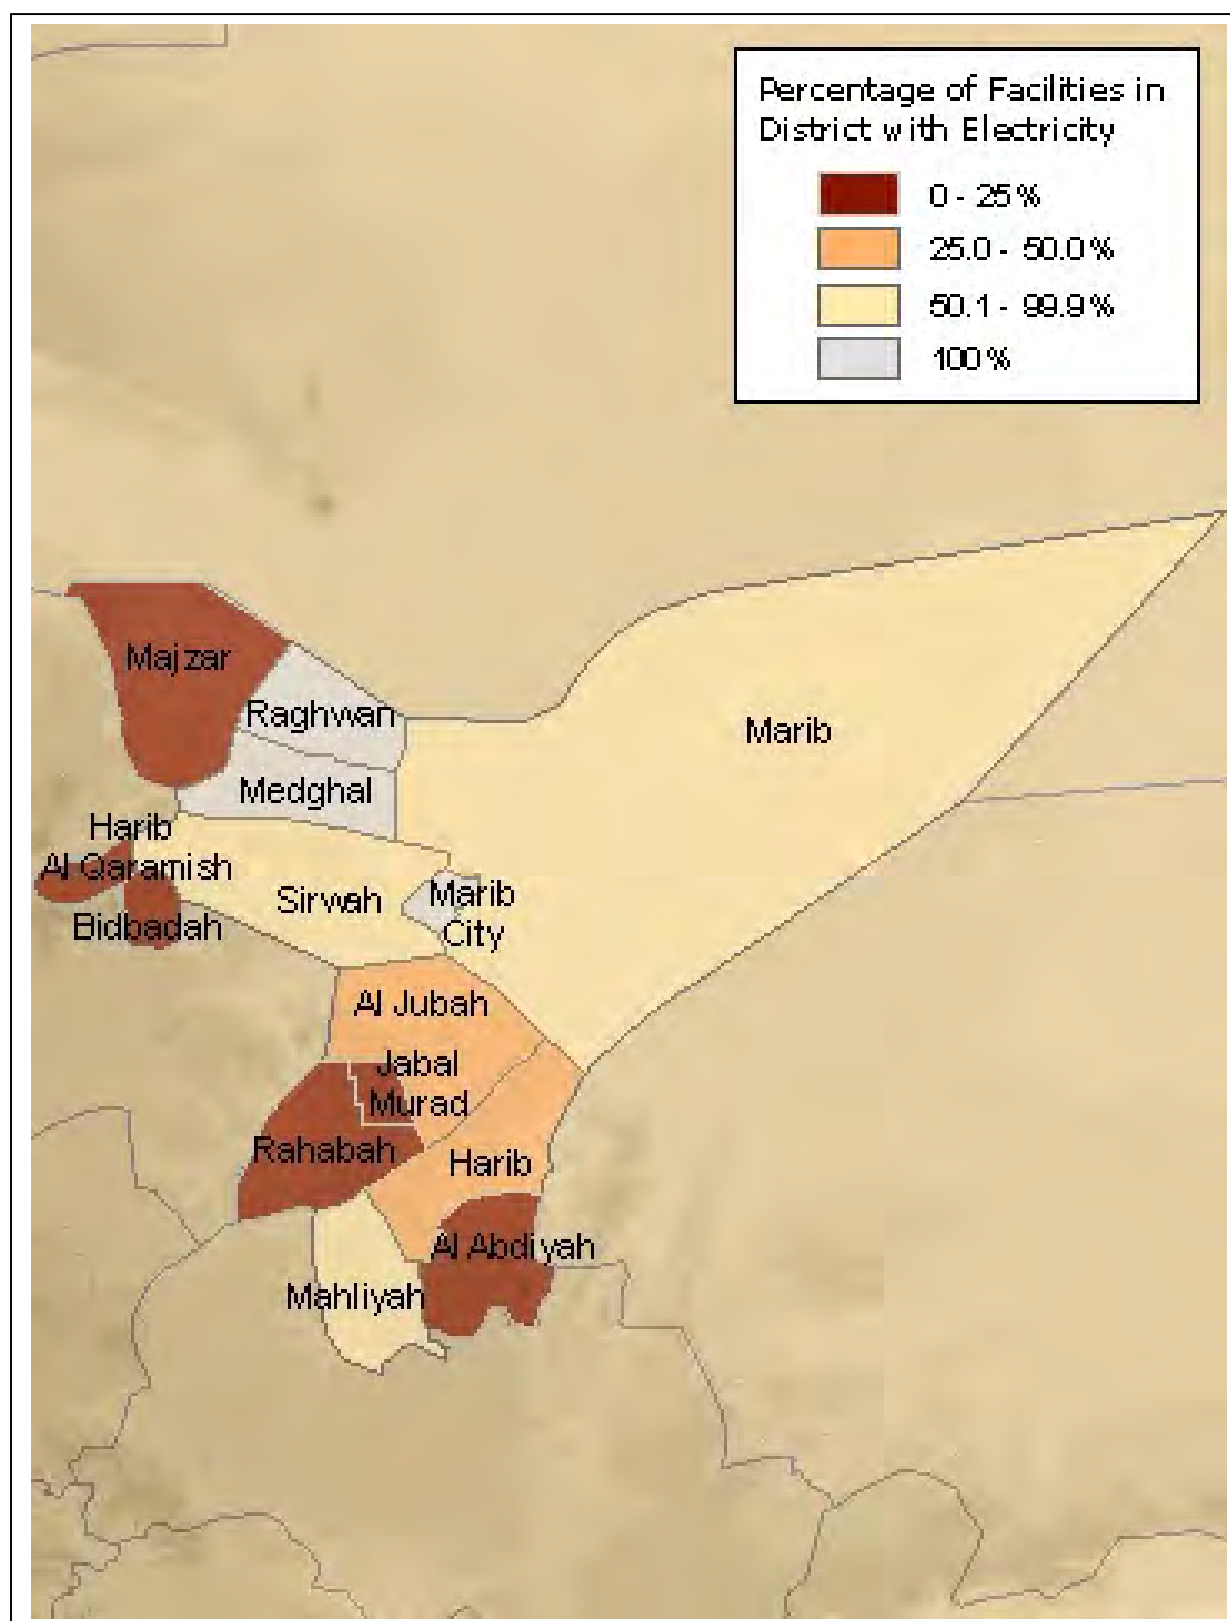 Percentage of Facilities in
District with Electricity
0 - 25%
25.0 - 50.0%
50.1 - 99.9%
100%
Majzar
Raghwan
Marib
Medghal
Harib
Al Qaramish
Sirwah
Marib
City
Bidbadah
Al Jubah
Jabal
Murad
Rahabah
Harib
Al Abdiyah
Mahliyah